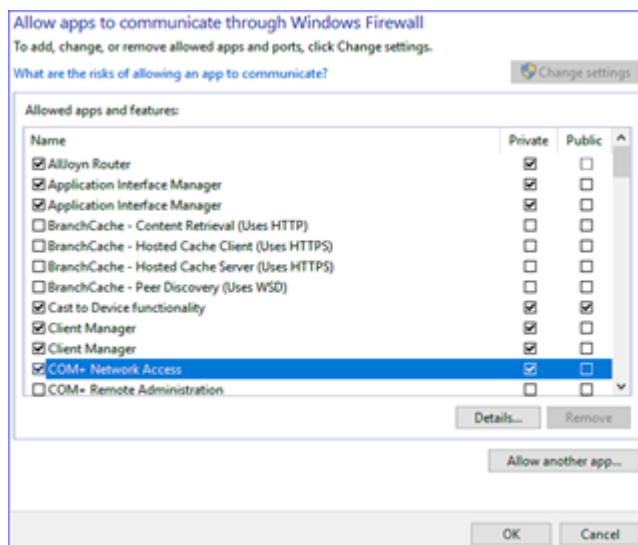 Allow apps to communicate through Windows Firewall
To add, change, or remove allowed apps and ports, click Change settings.
What are the risks of allowing an app to communicate?
Change settings
Allowed apps and features:
Name Private Public
AllJoyn Router
Application Interface Manager
Application Interface Manager
BranchCache - Content Retrieval (Uses HTTP)
BranchCache - Hosted Cache Client (Uses HTTPS)
BranchCache - Hosted Cache Server (Uses HTTPS)
BranchCache - Peer Discovery (Uses WSD)
Cast to Device functionality
Client Manager
Client Manager
COM+ Network Access
COM+ Remote Administration
Details... Remove
Allow another app...
OK Cancel